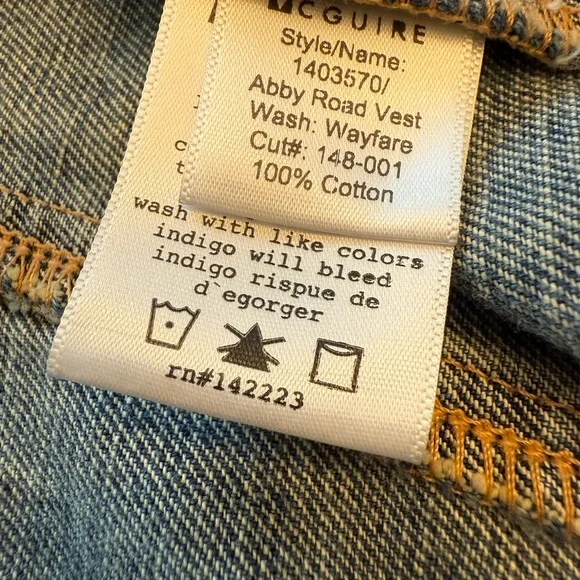 MCGUIRE
Style/Name:
1403570/
Abby Road Vest
Wash: Wayfare
Cut#: 148-001
100% Cotton
wash with like colors
indigo will bleed
indigo rispue de
d`egorger
rn#142223